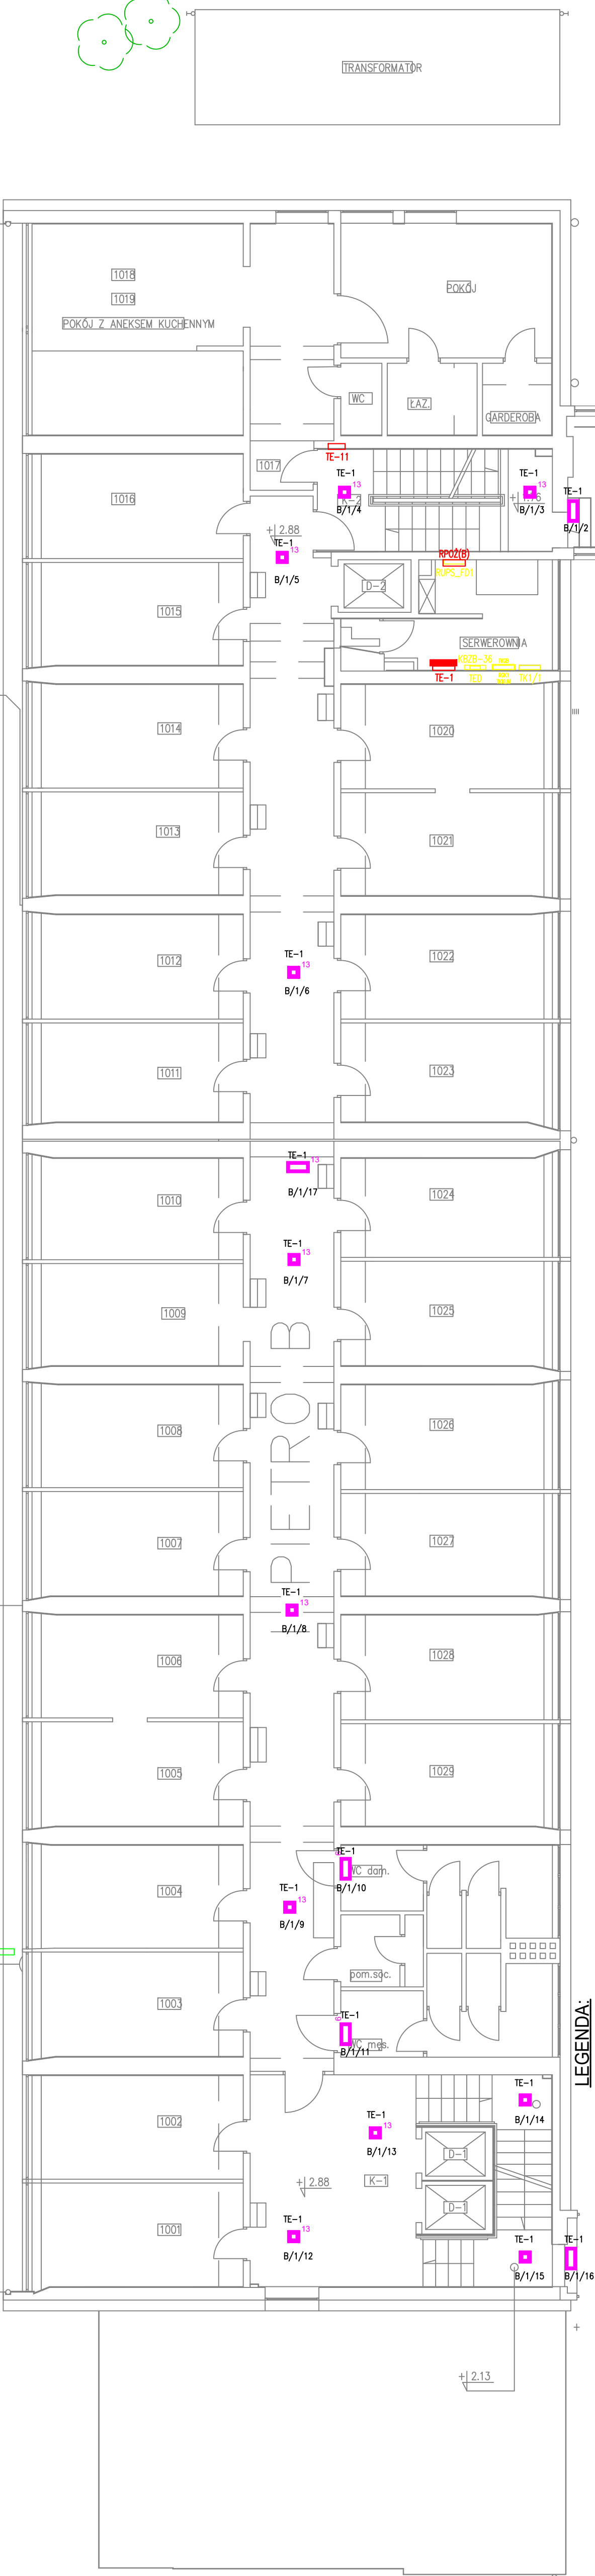 TRANSFORMATOR
1018
1019
POKÓJ Z ANEKSEM KUCHENNYM
POKÓJ
WC
ŁAZ.
GARDEROBA
TE-11
1017
TE-1
13
K-2
B/1/4
TE-1
13
B/1/3
TE-1
B/1/2
1016
+ 2.88
TE-1
13
B/1/5
RPOŻ(B)
D-2
1015
SERWEROWNIA
TE-1
TK1/1
1014
1020
1013
1021
TE-1
13
B/1/6
1012
1022
1011
1023
TE-1
13
B/1/17
1010
1024
TE-1
13
B/1/7
1009
1025
PIETRO B
1008
1026
1007
1027
TE-1
13
B/1/8
1006
1028
1005
1029
TE-1
WC dam.
B/1/10
1004
TE-1
13
B/1/9
pom.soc.
1003
TE-1
WC męs.
B/1/11
LEGENDA:
TE-1
B/1/14
1002
TE-1
13
B/1/13
D-1
K-1
+ 2.88
D-1
1001
TE-1
13
B/1/12
TE-1
B/1/15
TE-1
B/1/16
+ 2.13